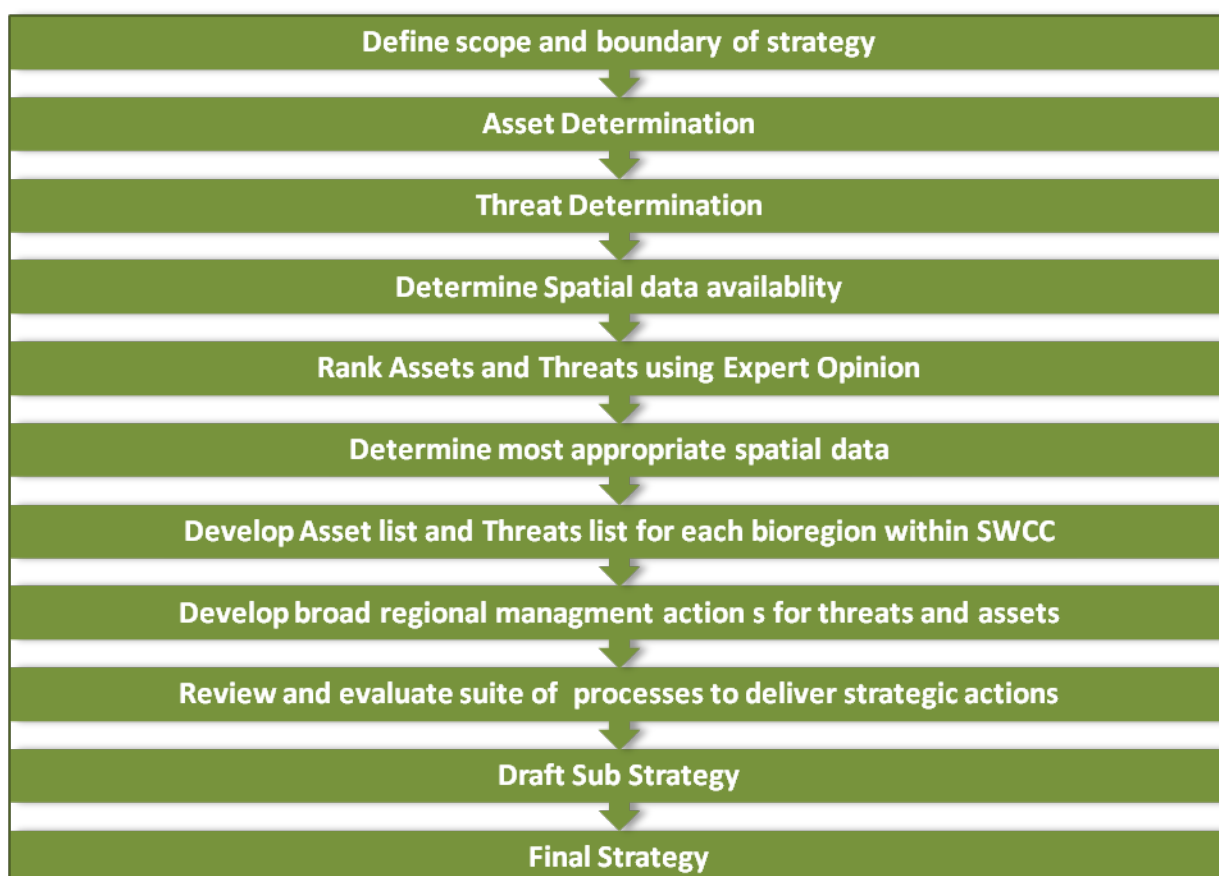 Define scope and boundary of strategy
Asset Determination
Threat Determination
Determine Spatial data availablity
Rank Assets and Threats using Expert Opinion
Determine most appropriate spatial data
Develop Asset list and Threats list for each bioregion within SWCC
Develop broad regional managment action s for threats and assets
Review and evaluate suite of  processes to deliver strategic actions
Draft Sub Strategy
Final Strategy